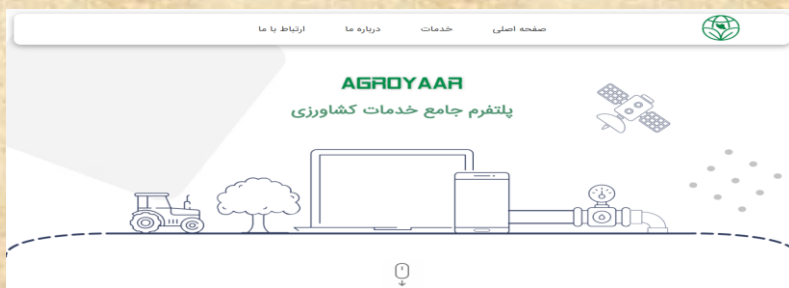 صفحه اصلی خدمات درباره ما ارتباط با ما
AGROYAAR
پلتفرم جامع خدمات کشاورزی